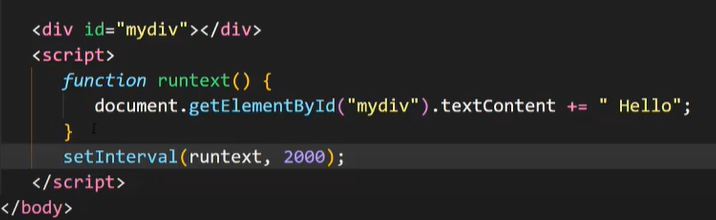 <div id="mydiv"></div>
<script>
function runtext() {
document.getElementById("mydiv").textContent += " Hello";
}
setInterval(runtext, 2000);
</script>
</body>